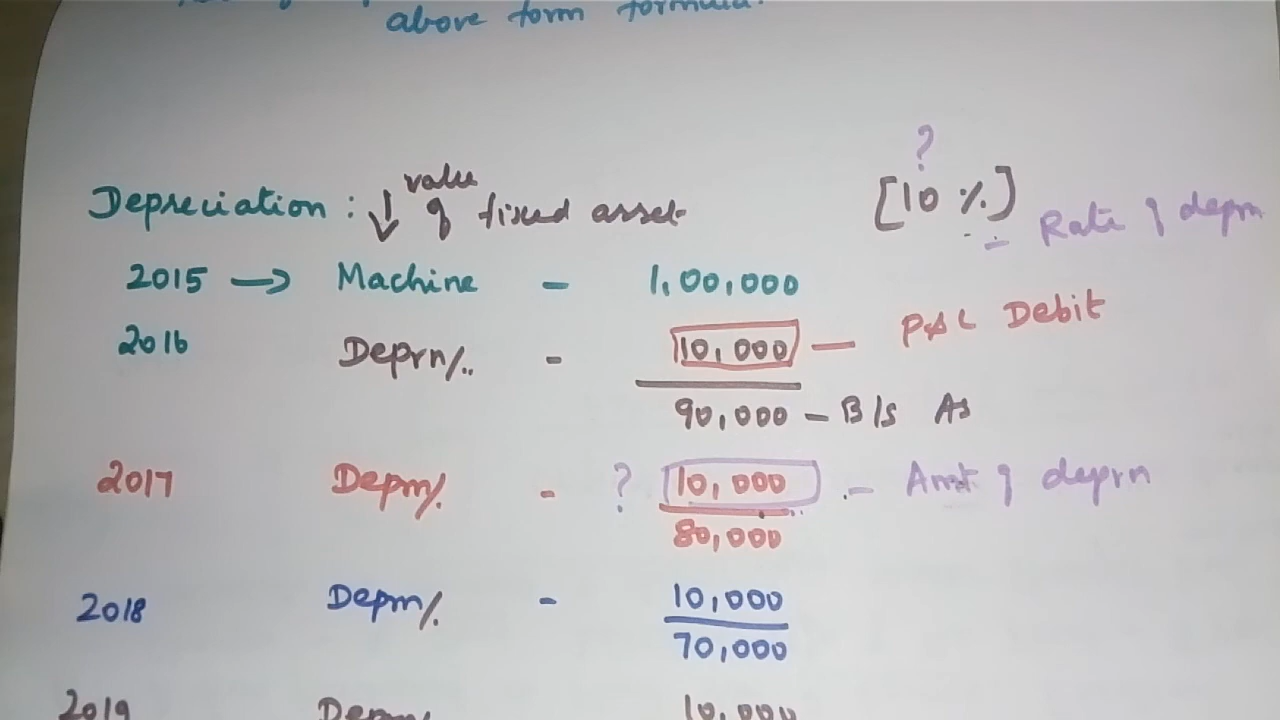 above form formula.
?
Depreciation : ↓ value of fixed asset [10 %] - Rate of deprn
2015 → Machine - 1,00,000
2016 Deprn/. - 10,000 - P&L Debit
90,000 - B/s As
2017 Deprn/. - ? 10,000 - Amt of deprn
80,000
2018 Deprn/. - 10,000
70,000
2019 Deprn/. 10,000